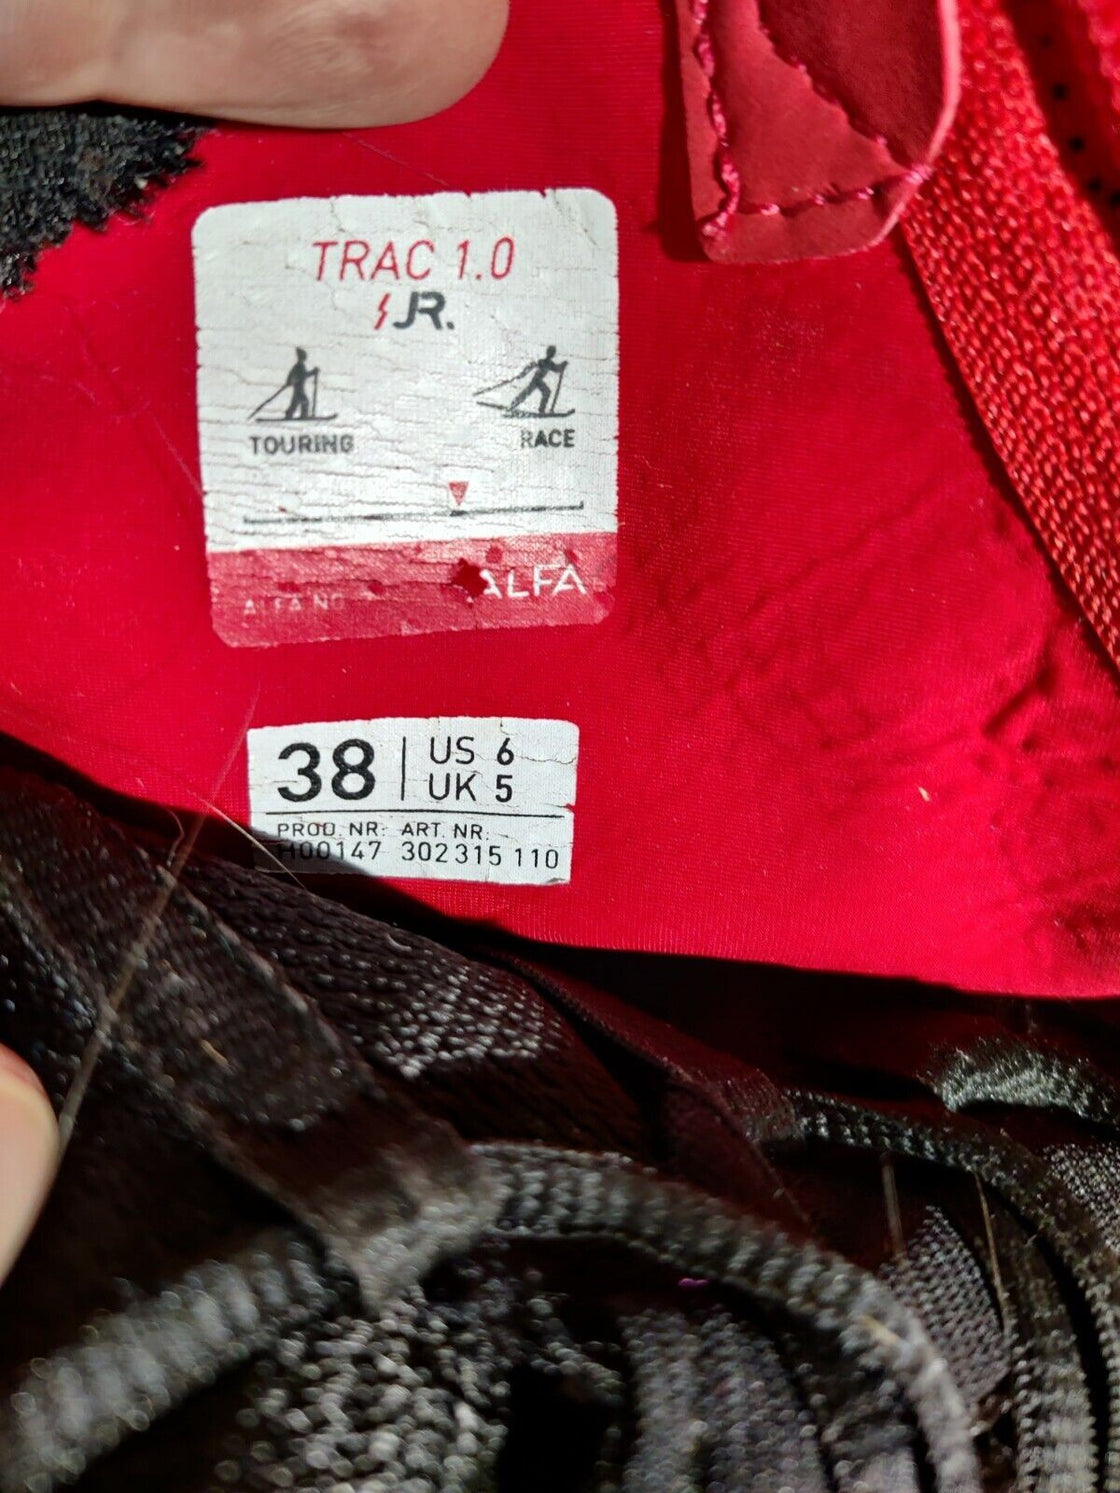 TRAC 1.0
JR.
TOURING RACE
ALFA
38 US 6
UK 5
PROD. NR: ART. NR.
H00147 302315 110